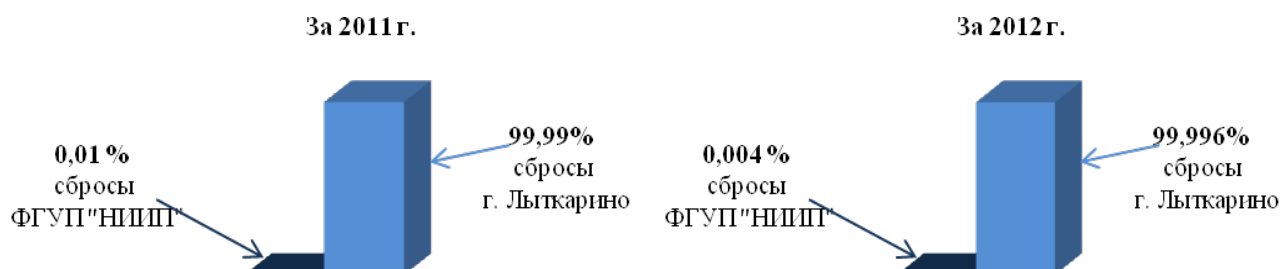 За 2011 г.
0,01 %
сбросы
ФГУП "НИИП"
99,99%
сбросы
г. Лыткарино
За 2012 г.
0,004 %
сбросы
ФГУП "НИИП"
99,996%
сбросы
г. Лыткарино